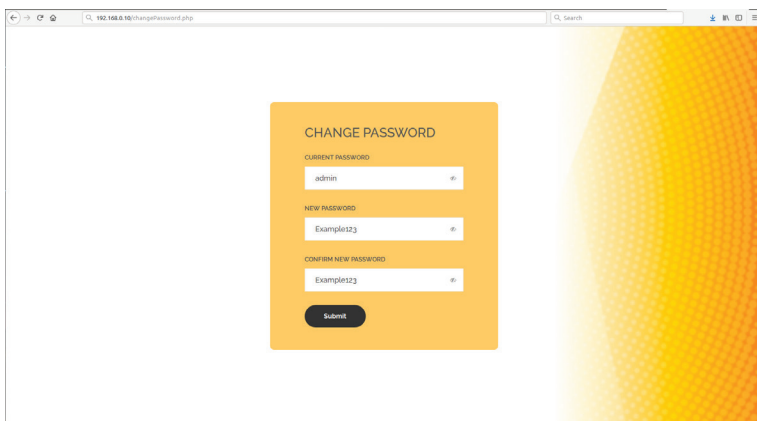 192.168.0.10/changePassword.php
Search
CHANGE PASSWORD
CURRENT PASSWORD
admin
NEW PASSWORD
Example123
CONFIRM NEW PASSWORD
Example123
Submit